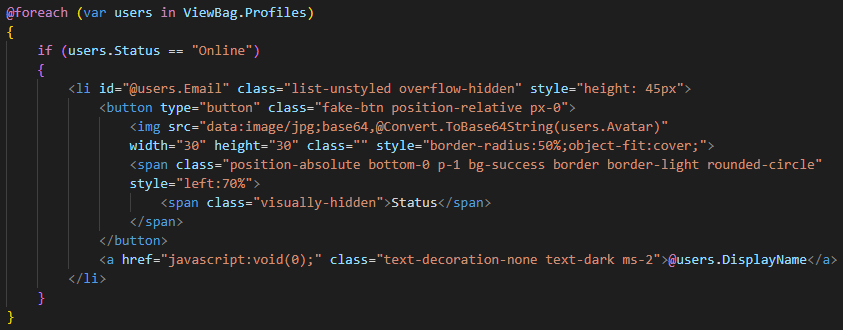 @foreach (var users in ViewBag.Profiles)
{
    if (users.Status == "Online")
    {
        <li id="@users.Email" class="list-unstyled overflow-hidden" style="height: 45px">
            <button type="button" class="fake-btn position-relative px-0">
                <img src="data:image/jpg;base64,@Convert.ToBase64String(users.Avatar)"
                width="30" height="30" class="" style="border-radius:50%;object-fit:cover;">
                <span class="position-absolute bottom-0 p-1 bg-success border border-light rounded-circle"
                style="left:70%">
                    <span class="visually-hidden">Status</span>
                </span>
            </button>
            <a href="javascript:void(0);" class="text-decoration-none text-dark ms-2">@users.DisplayName</a>
        </li>
    }
}